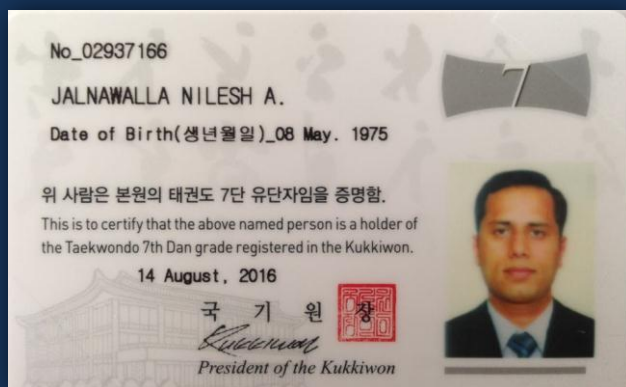 No_02937166
JALNAWALLA NILESH A.
Date of Birth(생년월일)_08 May. 1975
7
위 사람은 본원의 태권도 7단 유단자임을 증명함.
This is to certify that the above named person is a holder of
the Taekwondo 7th Dan grade registered in the Kukkiwon.
14 August, 2016
국 기 원 장
Kukkiwon
President of the Kukkiwon